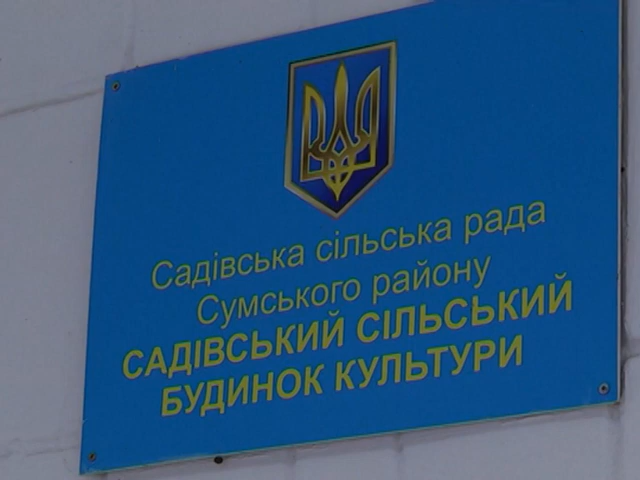 Садівська сільська рада
Сумського району
САДІВСЬКИЙ СІЛЬСЬКИЙ
БУДИНОК КУЛЬТУРИ